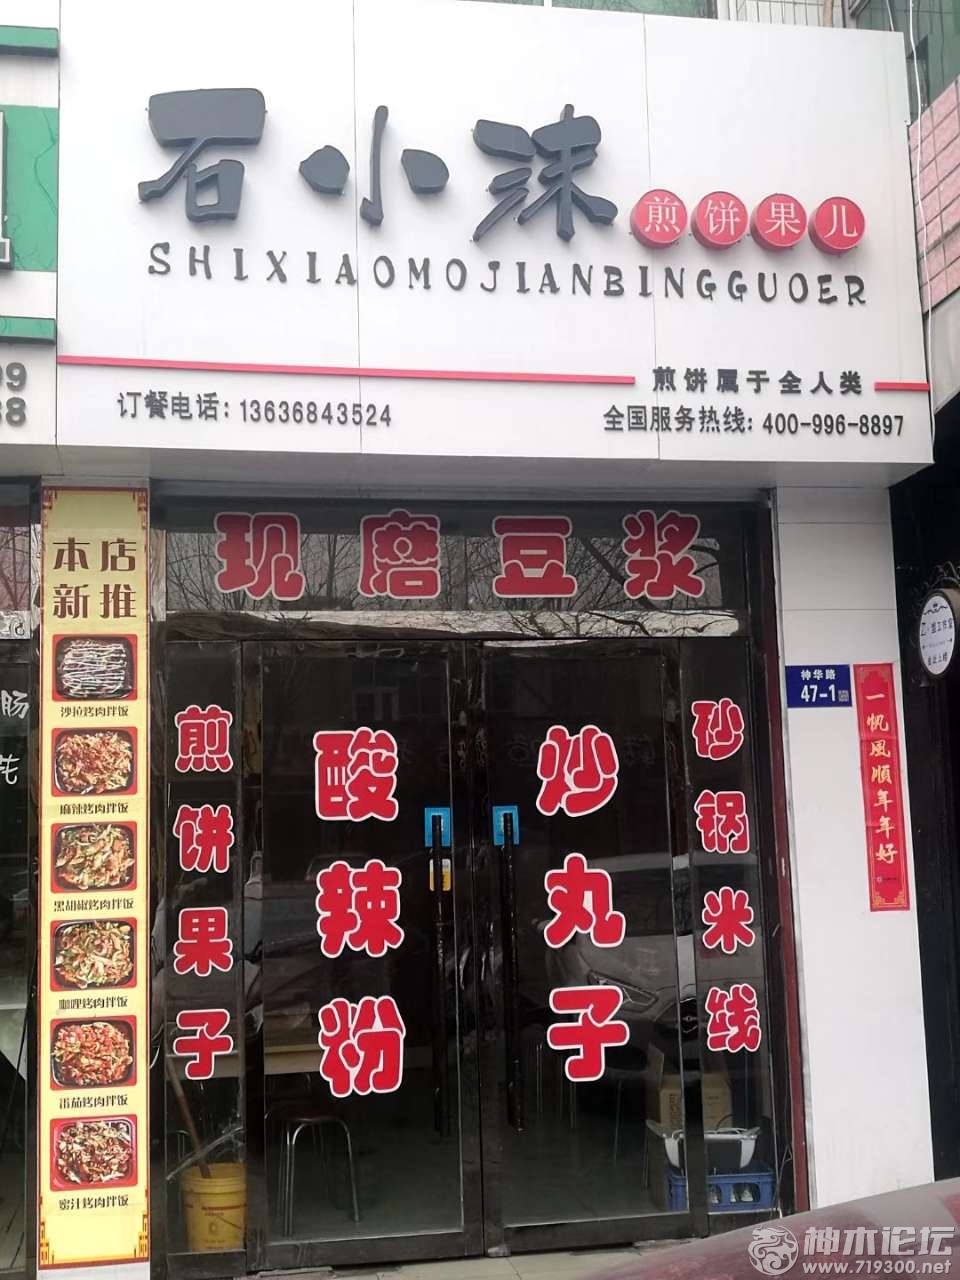 石小沫 煎饼果儿
SHIXIAOMOJIANBINGGUOER
煎饼属于全人类
订餐电话: 13636843524
全国服务热线: 400-996-8897
现磨豆浆
本店
新推
沙拉烤肉拌饭
麻辣烤肉拌饭
黑胡椒烤肉拌饭
咖喱烤肉拌饭
番茄烤肉拌饭
蜜汁烤肉拌饭
煎饼果子
酸辣粉
炒丸子
砂锅米线
神华路
47-1
一帆風順年年好
肠
99
68
神木论坛
www.719300.net